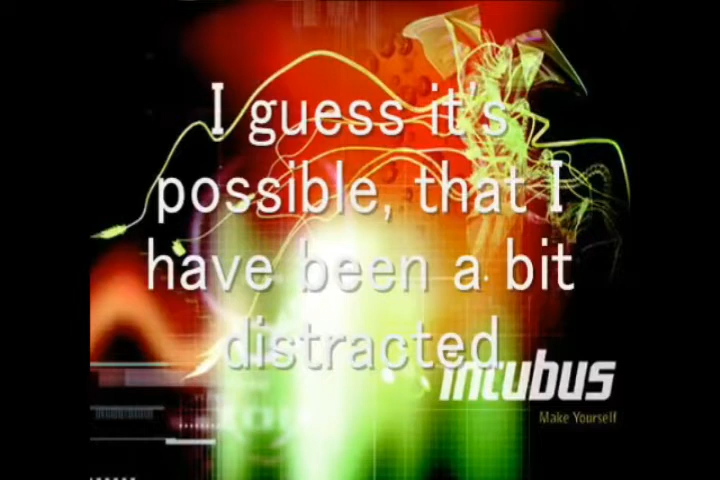 I guess it's
possible, that I
have been a bit
distracted
incubus
Make Yourself